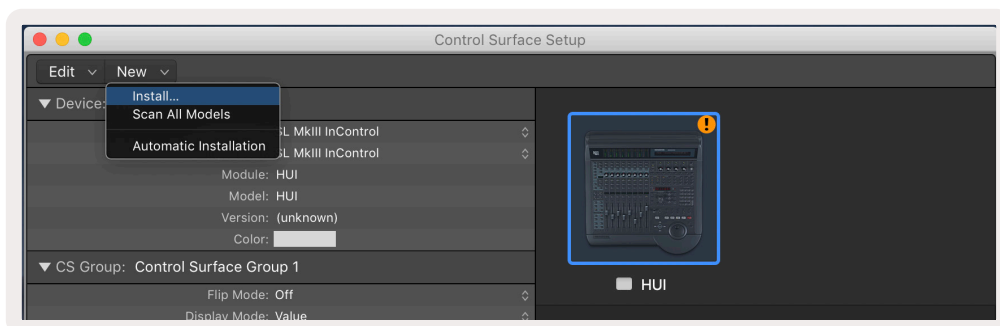 Control Surface Setup
Edit New
Install...
Scan All Models
Automatic Installation
Device:
SL MkIII InControl
SL MkIII InControl
Module: HUI
Model: HUI
Version: (unknown)
Color:
CS Group: Control Surface Group 1
Flip Mode: Off
Display Mode: Value
HUI